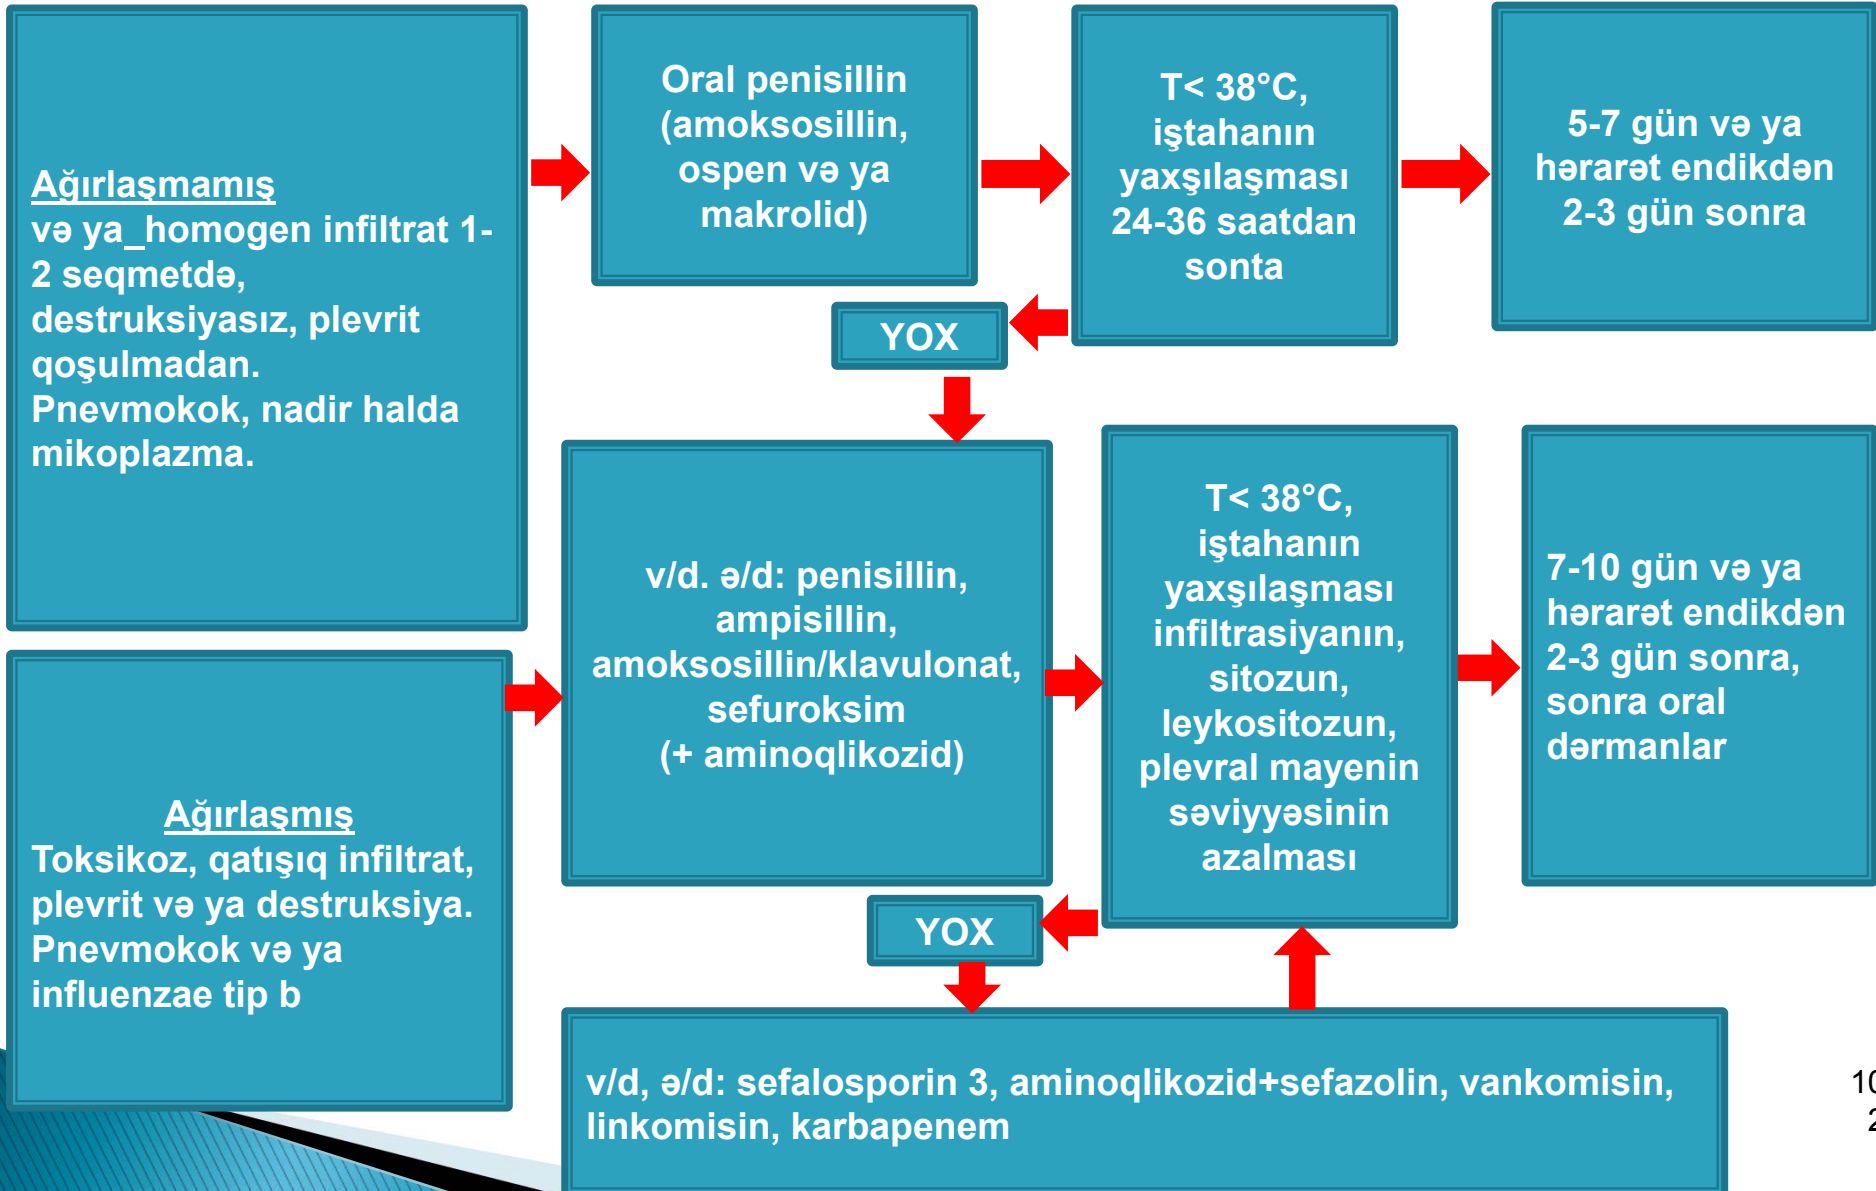 Ağırlaşmamış
və ya_homogen infiltrat 1-
2 seqmetdə,
destruksiyasız, plevrit
qoşulmadan.
Pnevmokok, nadir halda
mikoplazma.
Oral penisillin
(amoksosillin,
ospen və ya
makrolid)
T< 38°C,
iştahanın
yaxşılaşması
24-36 saatdan
sonta
5-7 gün və ya
hərarət endikdən
2-3 gün sonra
YOX
Ağırlaşmış
Toksikoz, qatışıq infiltrat,
plevrit və ya destruksiya.
Pnevmokok və ya
influenzae tip b
v/d. ə/d: penisillin,
ampisillin,
amoksosillin/klavulonat,
sefuroksim
(+ aminoqlikozid)
T< 38°C,
iştahanın
yaxşılaşması
infiltrasiyanın,
sitozun,
leykositozun,
plevral mayenin
səviyyəsinin
azalması
7-10 gün və ya
hərarət endikdən
2-3 gün sonra,
sonra oral
dərmanlar
YOX
v/d, ə/d: sefalosporin 3, aminoqlikozid+sefazolin, vankomisin,
linkomisin, karbapenem
10
2